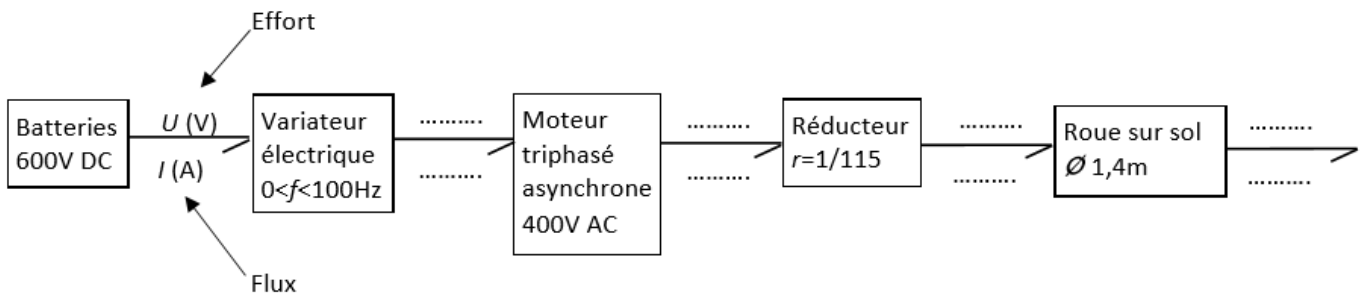 Effort
Batteries
600V DC
U (V)
I (A)
Variateur
électrique
0<f<100Hz
..........
..........
Moteur
triphasé
asynchrone
400V AC
..........
..........
Réducteur
r=1/115
..........
..........
Roue sur sol
Ø 1,4m
..........
..........
Flux